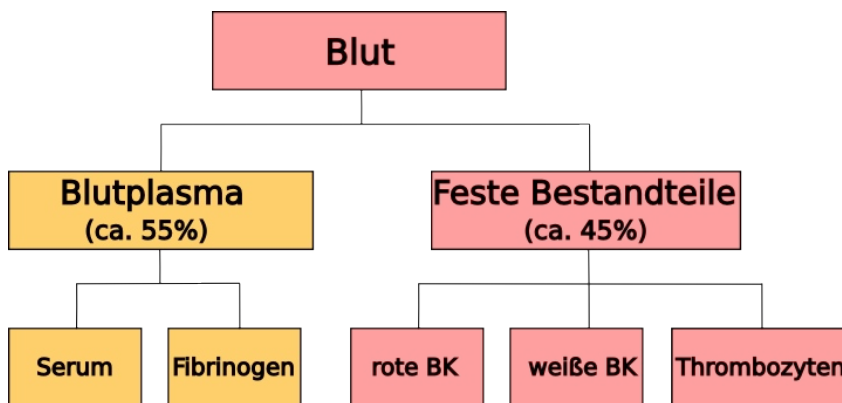 Blut
Blutplasma
(ca. 55%)
Feste Bestandteile
(ca. 45%)
Serum
Fibrinogen
rote BK
weiße BK
Thrombozyten